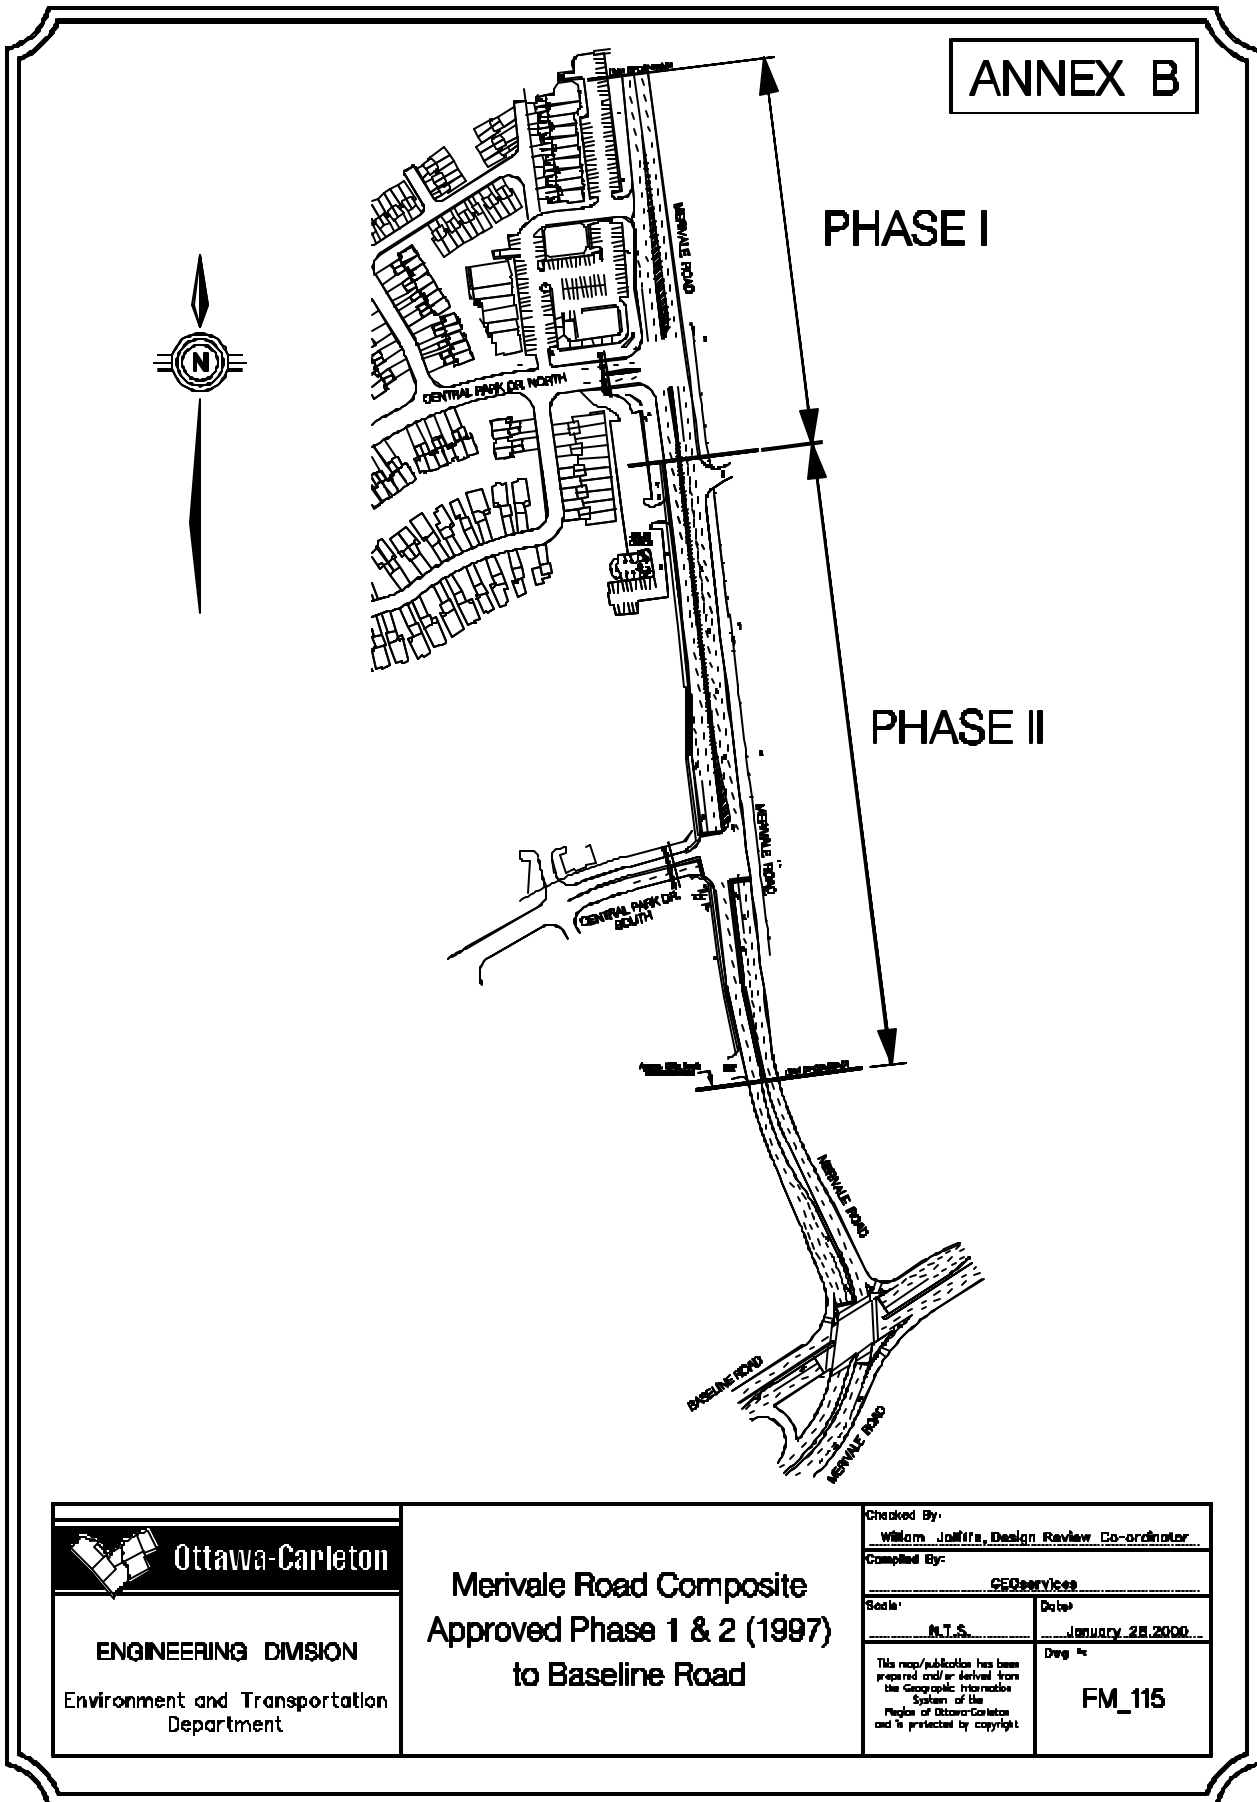 ANNEX B
PHASE I
MERIVALE ROAD
N
CENTRAL PARK DR. NORTH
PHASE II
MERIVALE ROAD
CENTRAL PARK DR.
SOUTH
MERIVALE ROAD
BASELINE ROAD
MERIVALE ROAD
Ottawa-Carleton
ENGINEERING DIVISION
Environment and Transportation
Department
Merivale Road Composite
Approved Phase 1 & 2 (1997)
to Baseline Road
Checked By:
William Jolliffe, Design Review Co-ordinator
Compiled By:
CEGservices
Scale:
N.T.S.
Date:
January 28,2000
This map/publication has been
prepared and/or derived from
the Geographic Information
System of the
Region of Ottawa-Carleton
and is protected by copyright
Dwg №:
FM_115